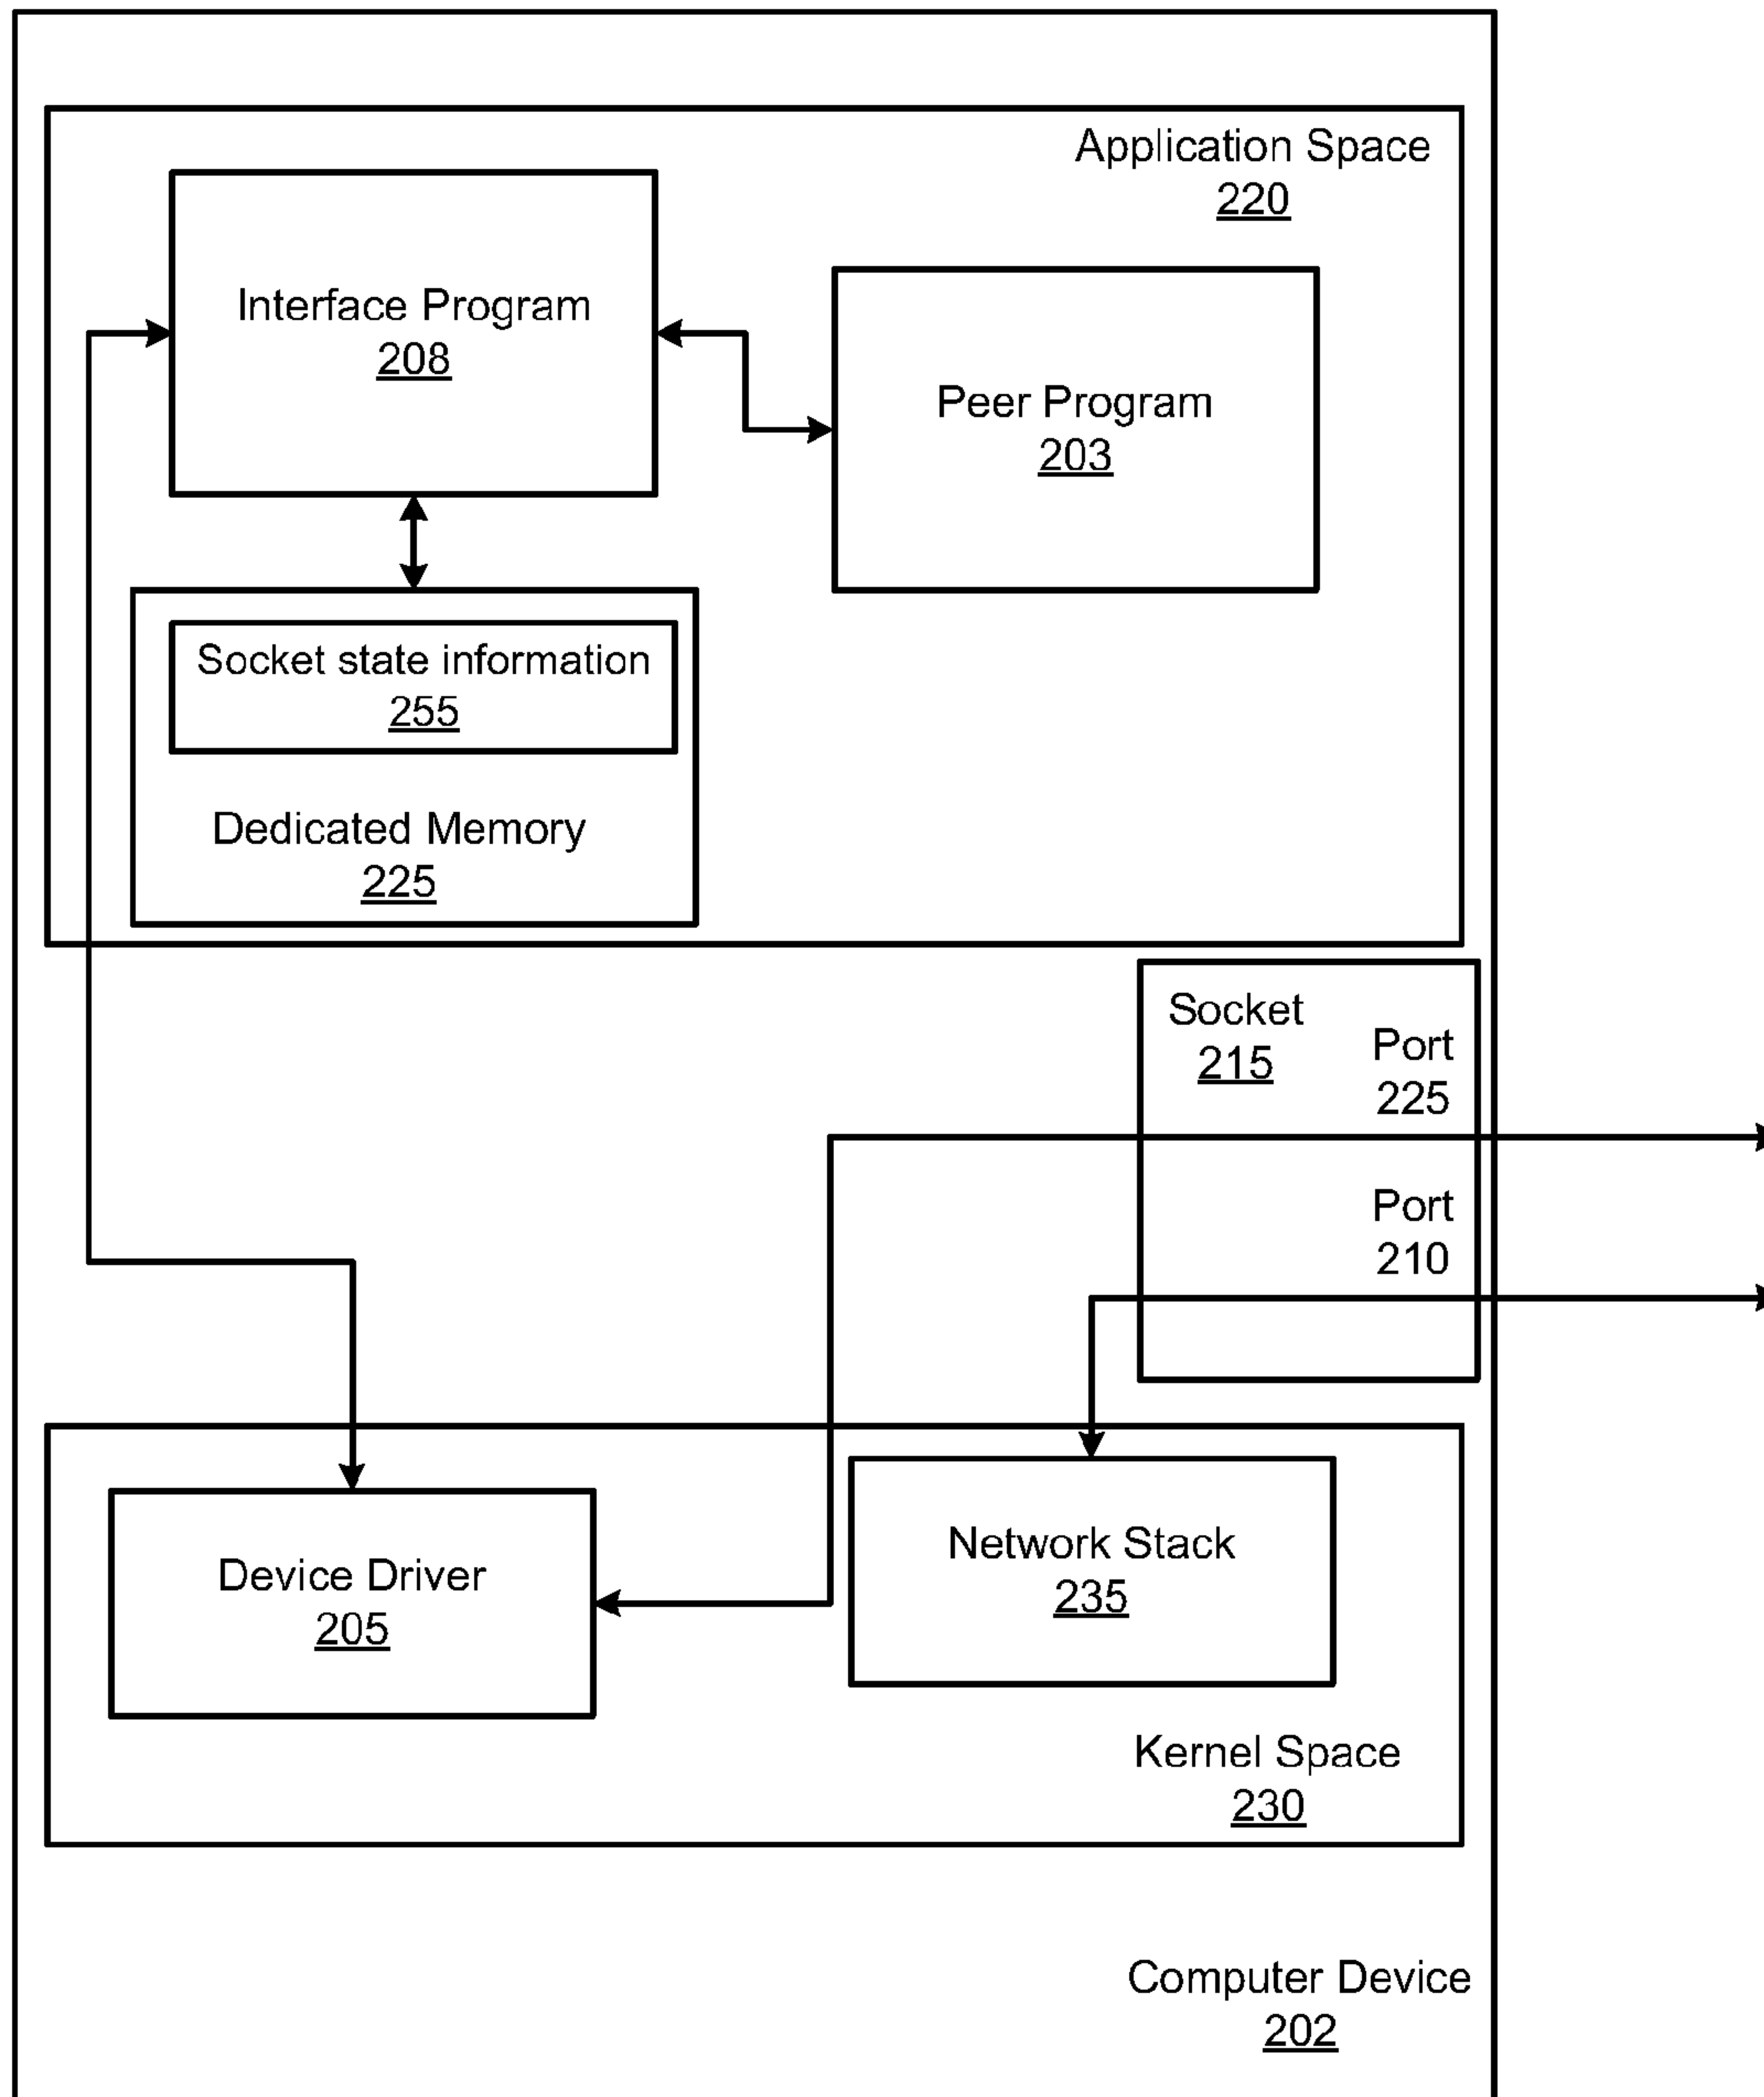 Application Space
220
Interface Program
208
Peer Program
203
Socket state information
255
Dedicated Memory
225
Socket
215
Port
225
Port
210
Network Stack
235
Device Driver
205
Kernel Space
230
Computer Device
202